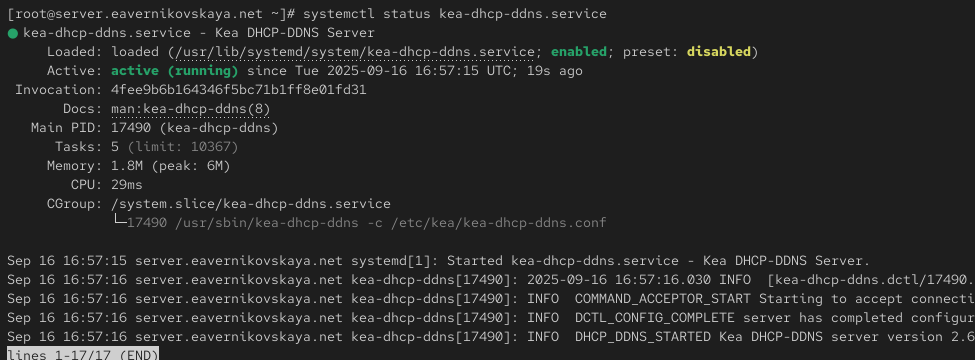 [root@server.eavernikovskaya.net ~]# systemctl status kea-dhcp-ddns.service
● kea-dhcp-ddns.service - Kea DHCP-DDNS Server
Loaded: loaded (/usr/lib/systemd/system/kea-dhcp-ddns.service; enabled; preset: disabled)
Active: active (running) since Tue 2025-09-16 16:57:15 UTC; 19s ago
Invocation: 4fee9b6b164346f5bc71b1ff8e01fd31
Docs: man:kea-dhcp-ddns(8)
Main PID: 17490 (kea-dhcp-ddns)
Tasks: 5 (limit: 10367)
Memory: 1.8M (peak: 6M)
CPU: 29ms
CGroup: /system.slice/kea-dhcp-ddns.service
└─17490 /usr/sbin/kea-dhcp-ddns -c /etc/kea/kea-dhcp-ddns.conf
Sep 16 16:57:15 server.eavernikovskaya.net systemd[1]: Started kea-dhcp-ddns.service - Kea DHCP-DDNS Server.
Sep 16 16:57:16 server.eavernikovskaya.net kea-dhcp-ddns[17490]: 2025-09-16 16:57:16.030 INFO [kea-dhcp-ddns.dctl/17490.
Sep 16 16:57:16 server.eavernikovskaya.net kea-dhcp-ddns[17490]: INFO COMMAND_ACCEPTOR_START Starting to accept connecti
Sep 16 16:57:16 server.eavernikovskaya.net kea-dhcp-ddns[17490]: INFO DCTL_CONFIG_COMPLETE server has completed configur
Sep 16 16:57:16 server.eavernikovskaya.net kea-dhcp-ddns[17490]: INFO DHCP_DDNS_STARTED Kea DHCP-DDNS server version 2.6
lines 1-17/17 (END)